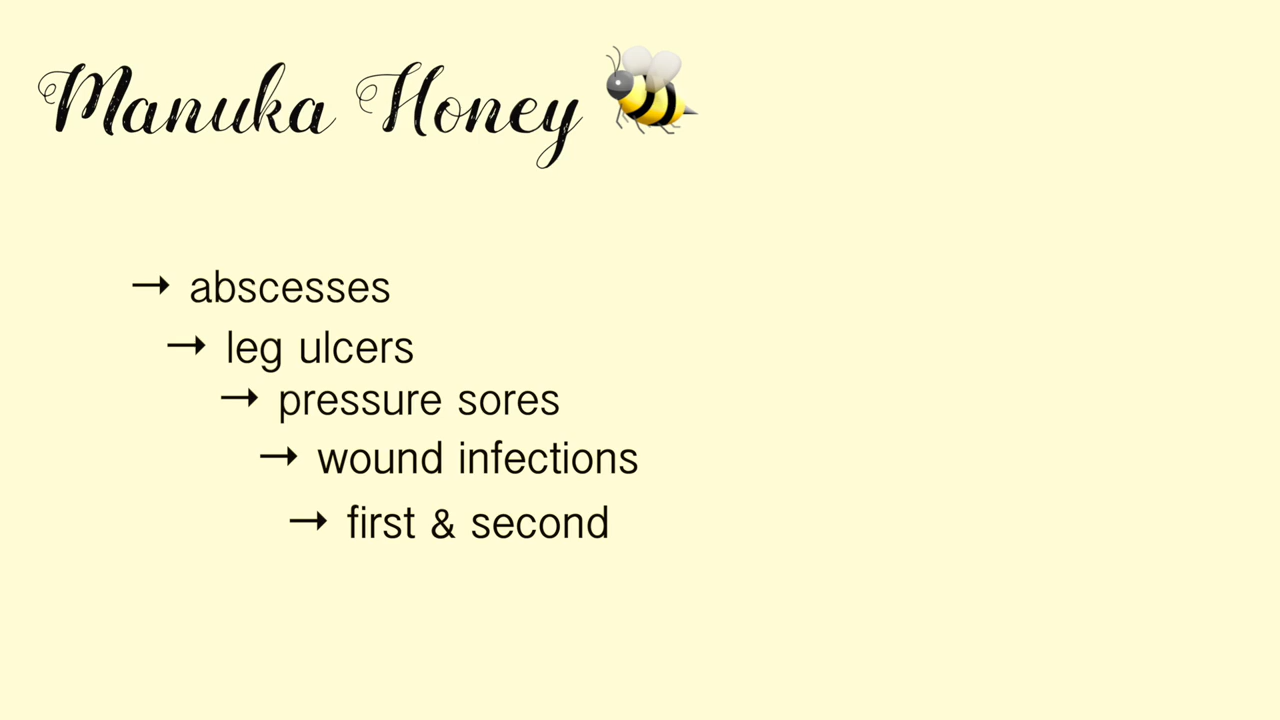 Manuka Honey
→ abscesses
→ leg ulcers
→ pressure sores
→ wound infections
→ first & second